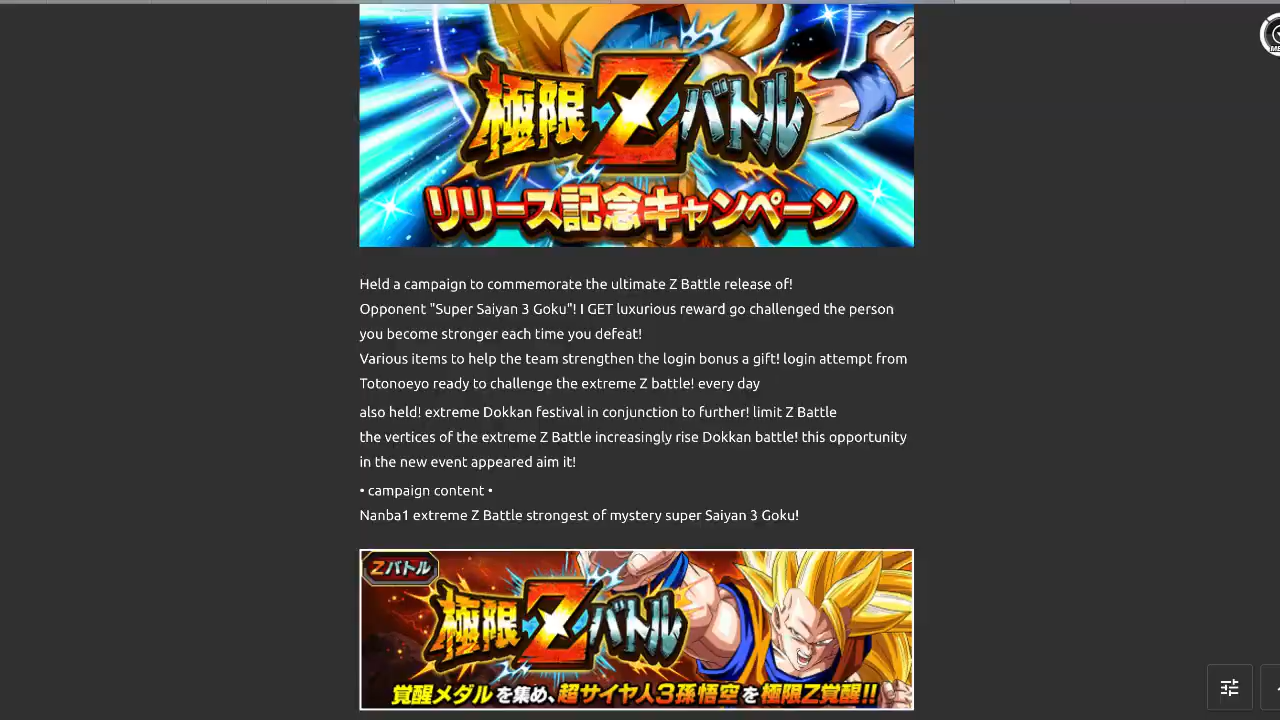 極限Zバトル
リリース記念キャンペーン
Held a campaign to commemorate the ultimate Z Battle release of!
Opponent "Super Saiyan 3 Goku"! I GET luxurious reward go challenged the person
you become stronger each time you defeat!
Various items to help the team strengthen the login bonus a gift! login attempt from
Totonoeyo ready to challenge the extreme Z battle! every day
also held! extreme Dokkan festival in conjunction to further! limit Z Battle
the vertices of the extreme Z Battle increasingly rise Dokkan battle! this opportunity
in the new event appeared aim it!
• campaign content •
Nanba1 extreme Z Battle strongest of mystery super Saiyan 3 Goku!
Zバトル
極限Zバトル
覚醒メダルを集め、超サイヤ人3孫悟空を極限Z覚醒!!